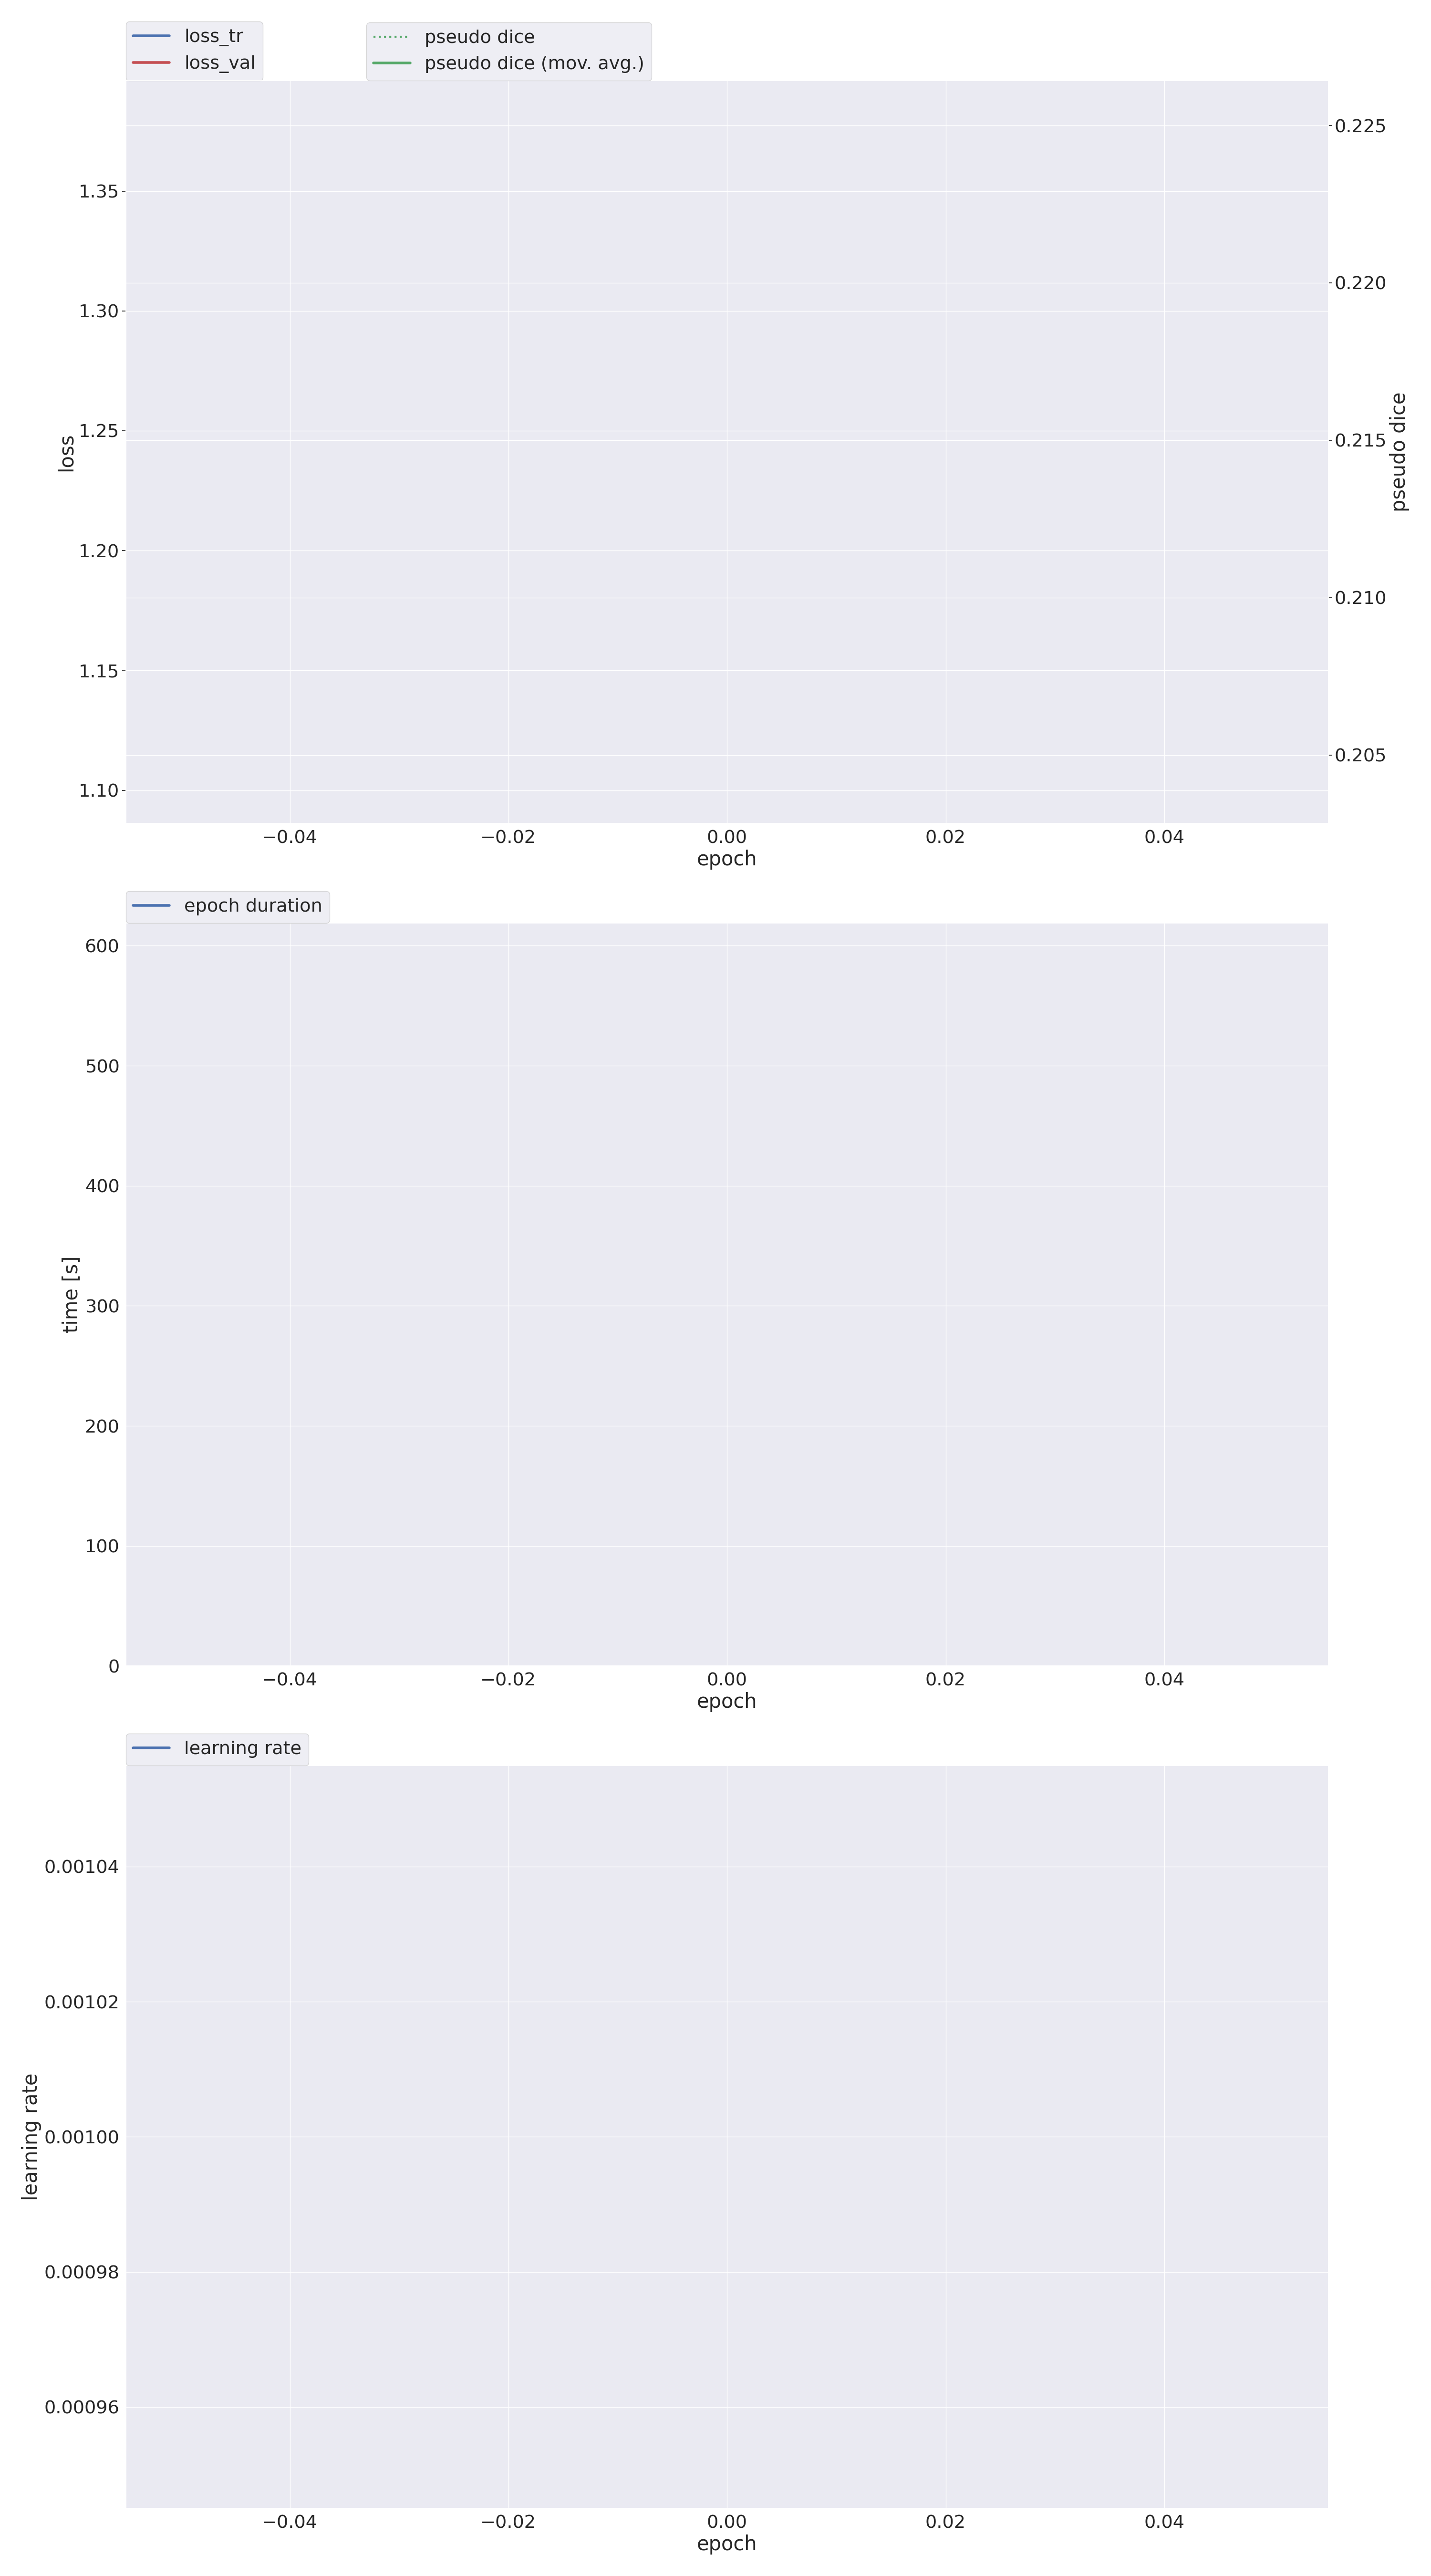 loss_tr
loss_val
pseudo dice
pseudo dice (mov. avg.)
1.35
1.30
1.25
1.20
1.15
1.10
loss
0.225
0.220
0.215
0.210
0.205
pseudo dice
−0.04 −0.02 0.00 0.02 0.04
epoch
epoch duration
600
500
400
300
200
100
0
time [s]
−0.04 −0.02 0.00 0.02 0.04
epoch
learning rate
0.00104
0.00102
0.00100
0.00098
0.00096
learning rate
−0.04 −0.02 0.00 0.02 0.04
epoch